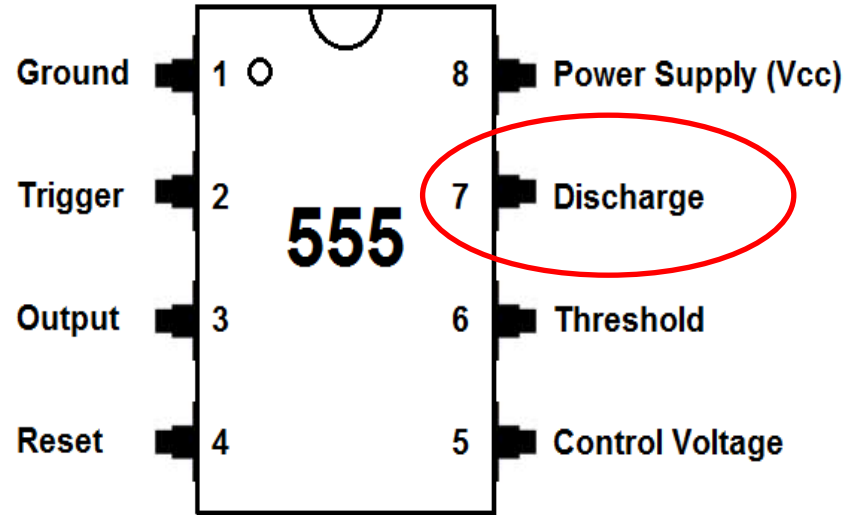 Ground 1 8 Power Supply (Vcc)
Trigger 2 7 Discharge
555
Output 3 6 Threshold
Reset 4 5 Control Voltage